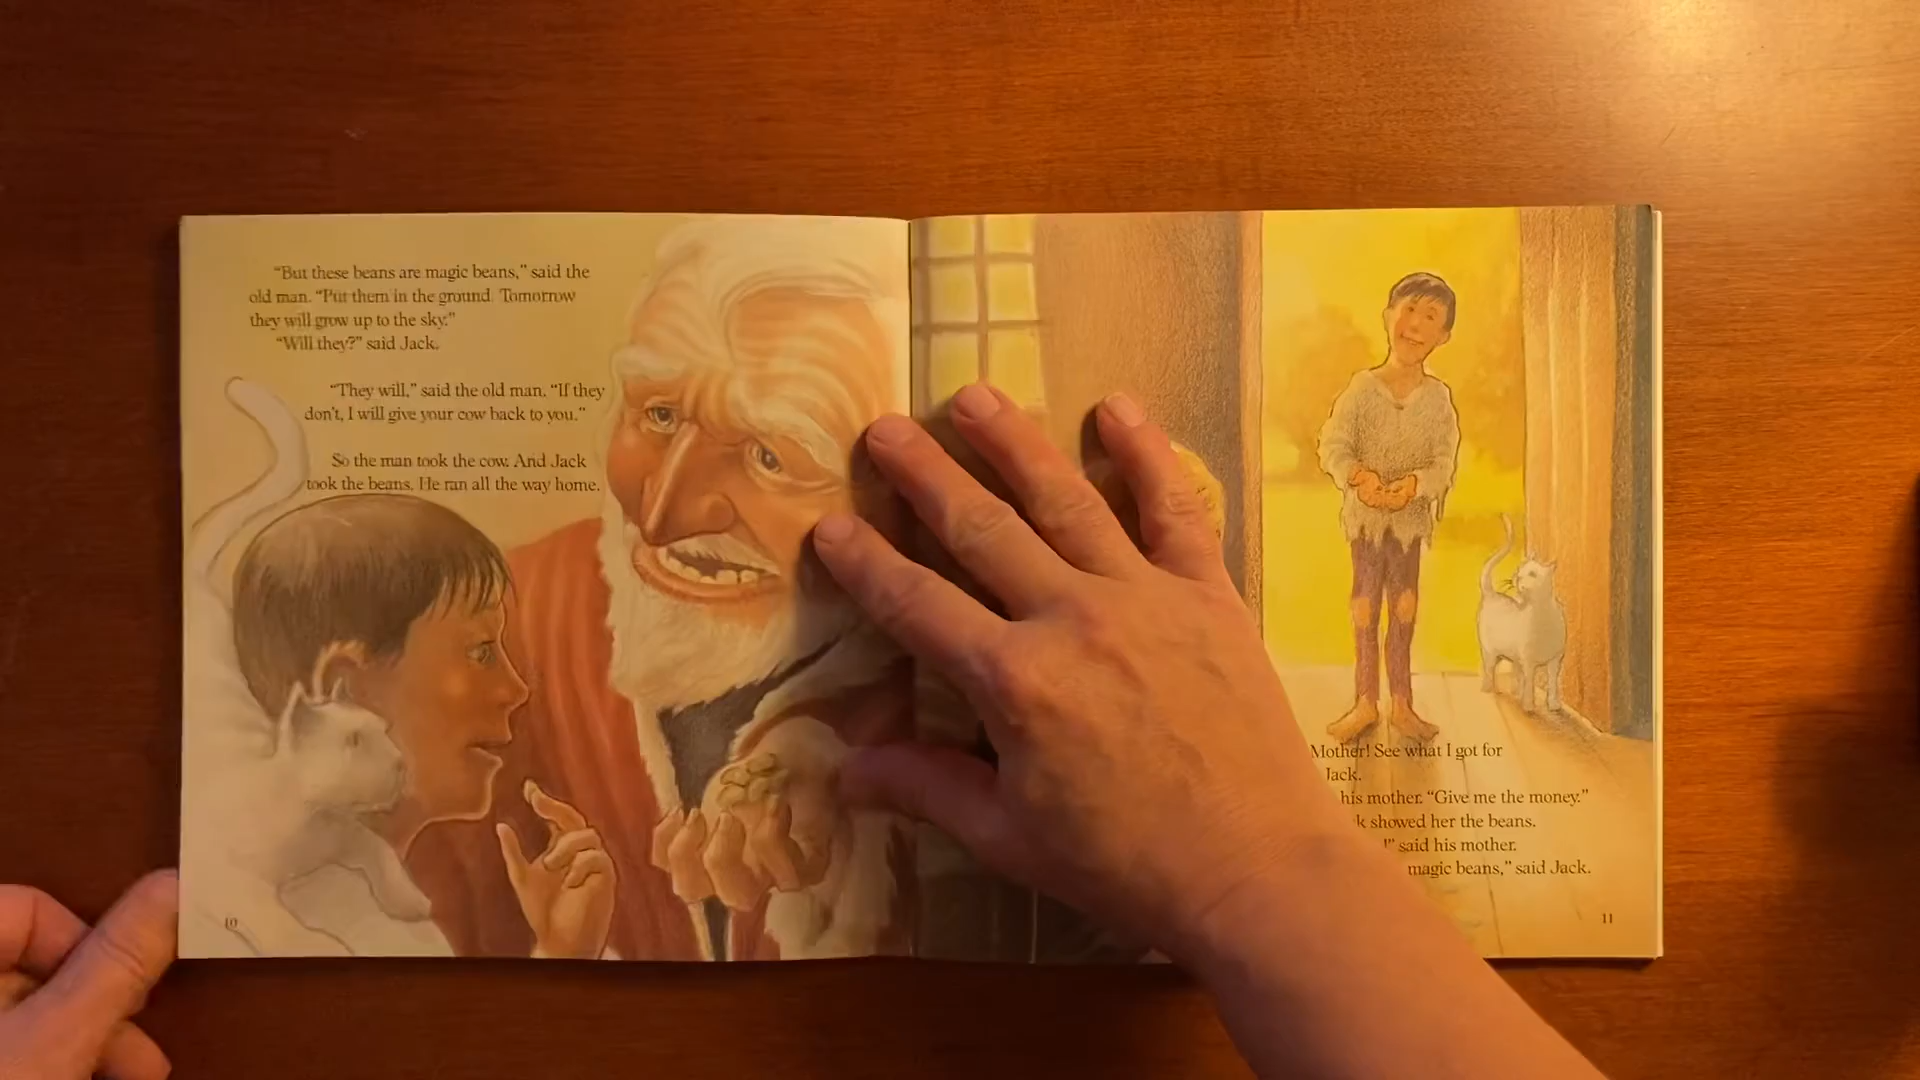 “But these beans are magic beans,” said the
old man. “Put them in the ground. Tomorrow
they will grow up to the sky.”
“Will they?” said Jack.
“They will,” said the old man. “If they
don’t, I will give your cow back to you.”
So the man took the cow. And Jack
took the beans. He ran all the way home.
10
Mother! See what I got for
Jack.
his mother. “Give me the money.”
k showed her the beans.
!” said his mother.
magic beans,” said Jack.
11